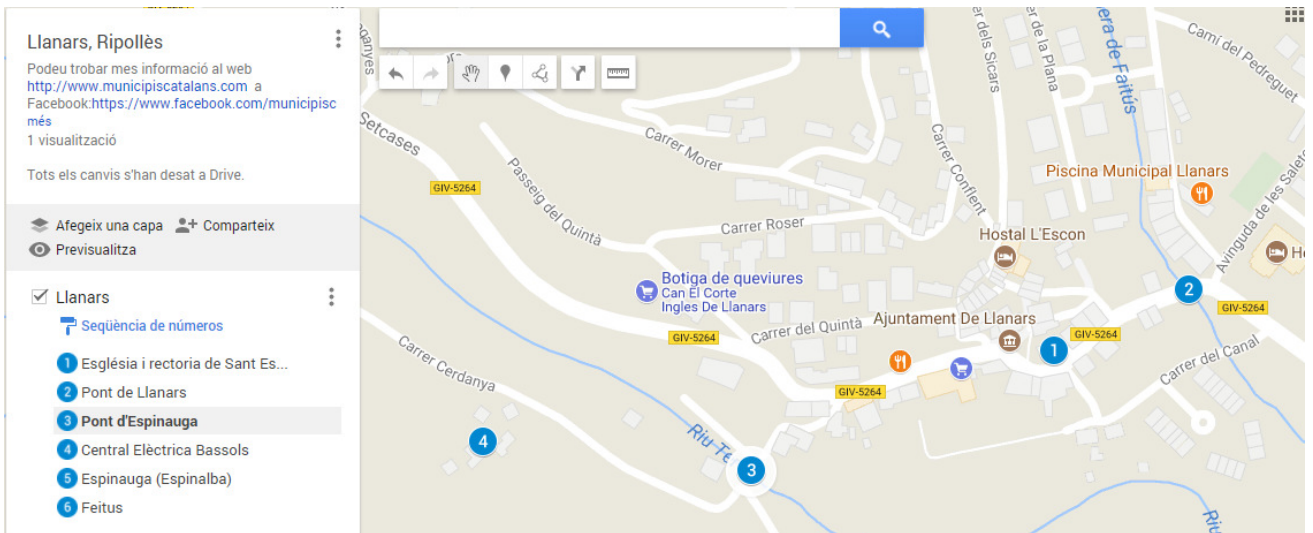 GIV-5264
Llanars, Ripollès
Podeu trobar mes informació al web
http://www.municipiscatalans.com a
Facebook:https://www.facebook.com/municipisc
més
1 visualització
Tots els canvis s'han desat a Drive.
Afegeix una capa
Comparteix
Previsualitza
Llanars
Seqüència de números
1 Església i rectoria de Sant Es...
2 Pont de Llanars
3 Pont d'Espinauga
4 Central Elèctrica Bassols
5 Espinauga (Espinalba)
6 Feitus
Setcases
GIV-5264
Passeig del Quintà
Carrer Morer
Carrer Roser
Carrer Conflent
dels Sicars
de la Plana
era de Faitús
Camí del Pedreguet
Piscina Municipal Llanars
Avinguda de les Saletes
Hostal L'Escon
He
Botiga de queviures
Can El Corte
Ingles De Llanars
2
GIV-5264
GIV-5264
Carrer del Quintà
Ajuntament De Llanars
1
GIV-5264
Carrer del Canal
Carrer Cerdanya
GIV-5264
4
Riu Te
3
Riu